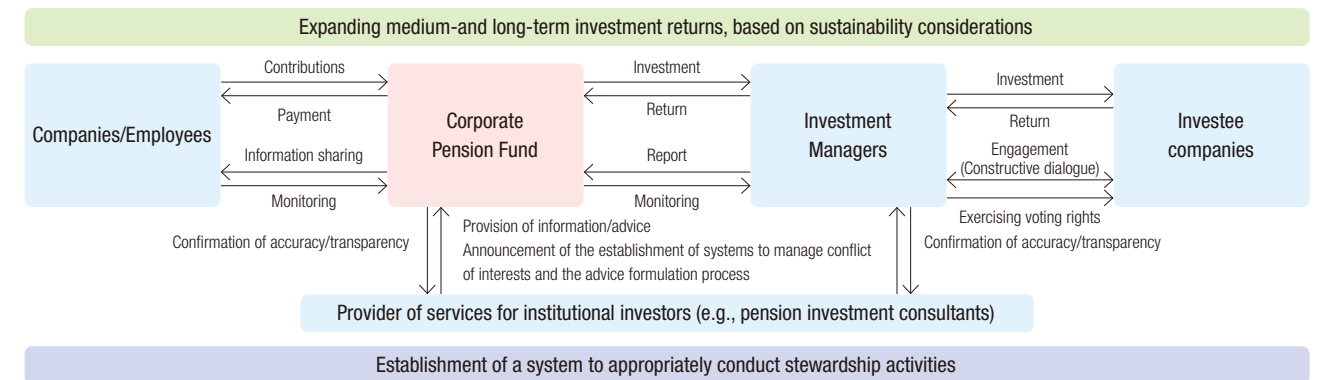 Expanding medium-and long-term investment returns, based on sustainability considerations
Companies/Employees
Contributions
Payment
Information sharing
Monitoring
Corporate
Pension Fund
Investment
Return
Report
Monitoring
Investment
Managers
Investment
Return
Engagement
(Constructive dialogue)
Exercising voting rights
Investee
companies
Confirmation of accuracy/transparency
Provision of information/advice
Announcement of the establishment of systems to manage conflict
of interests and the advice formulation process
Confirmation of accuracy/transparency
Provider of services for institutional investors (e.g., pension investment consultants)
Establishment of a system to appropriately conduct stewardship activities